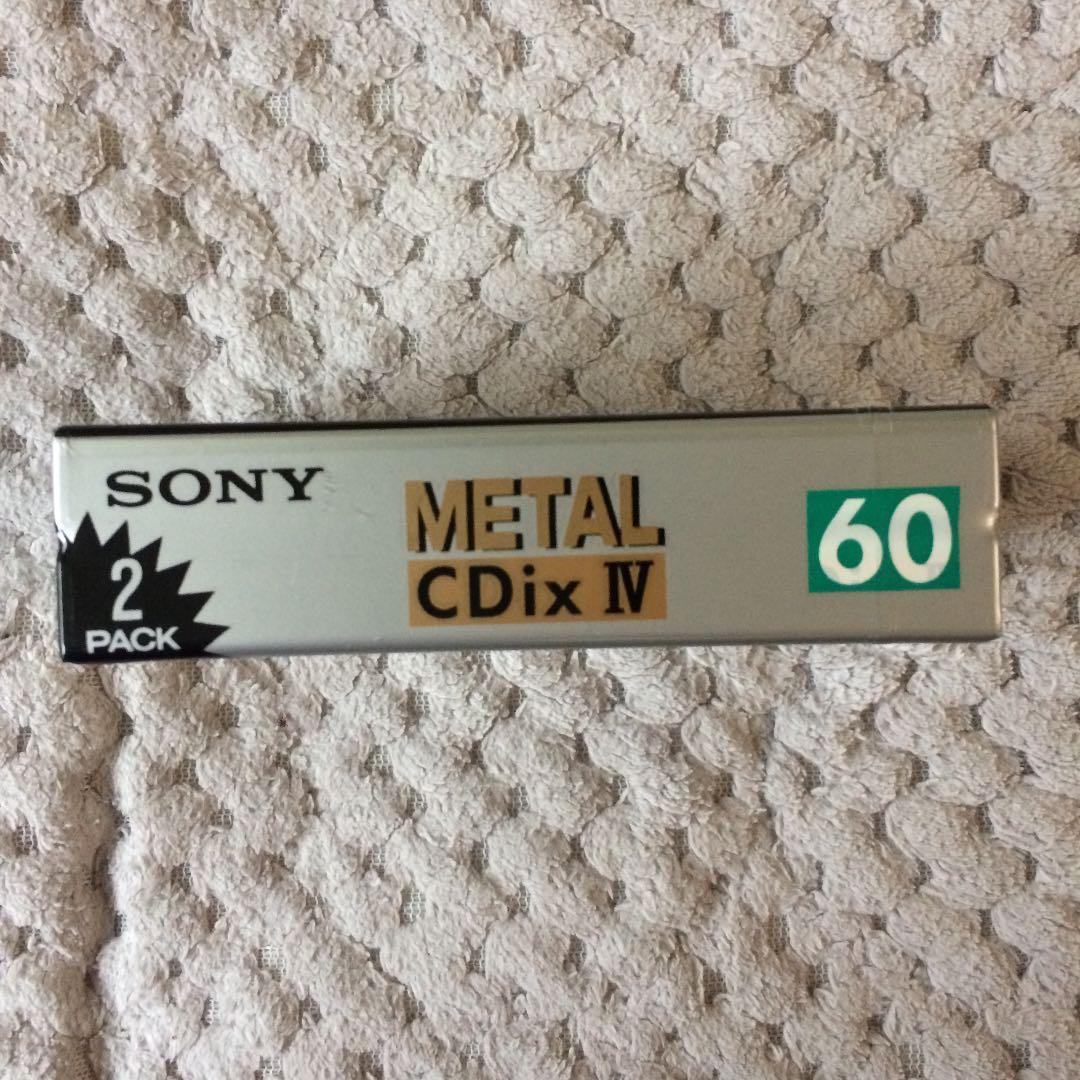 SONY
2
PACK
METAL
CDix IV
60